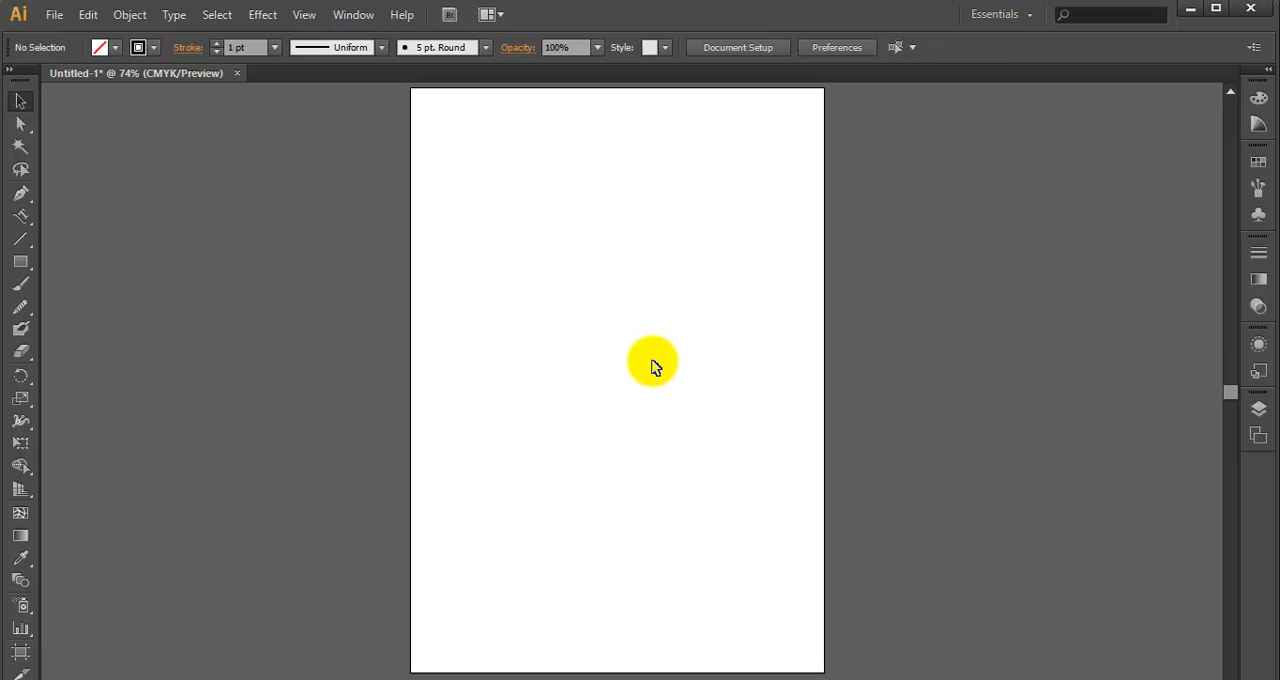 Ai File Edit Object Type Select Effect View Window Help Br Essentials
No Selection Stroke: 1 pt Uniform 5 pt. Round Opacity: 100% Style: Document Setup Preferences
Untitled-1* @ 74% (CMYK/Preview)